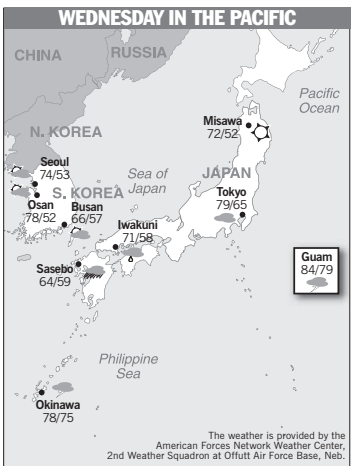 WEDNESDAY IN THE PACIFIC
CHINA
RUSSIA
Pacific
Ocean
N. KOREA
Misawa
72/52
Seoul
74/53
Sea of
Japan
JAPAN
S. KOREA
Tokyo
79/65
Osan
78/52
Busan
66/57
Iwakuni
71/58
Guam
84/79
Sasebo
64/59
Philippine
Sea
Okinawa
78/75
The weather is provided by the
American Forces Network Weather Center,
2nd Weather Squadron at Offutt Air Force Base, Neb.